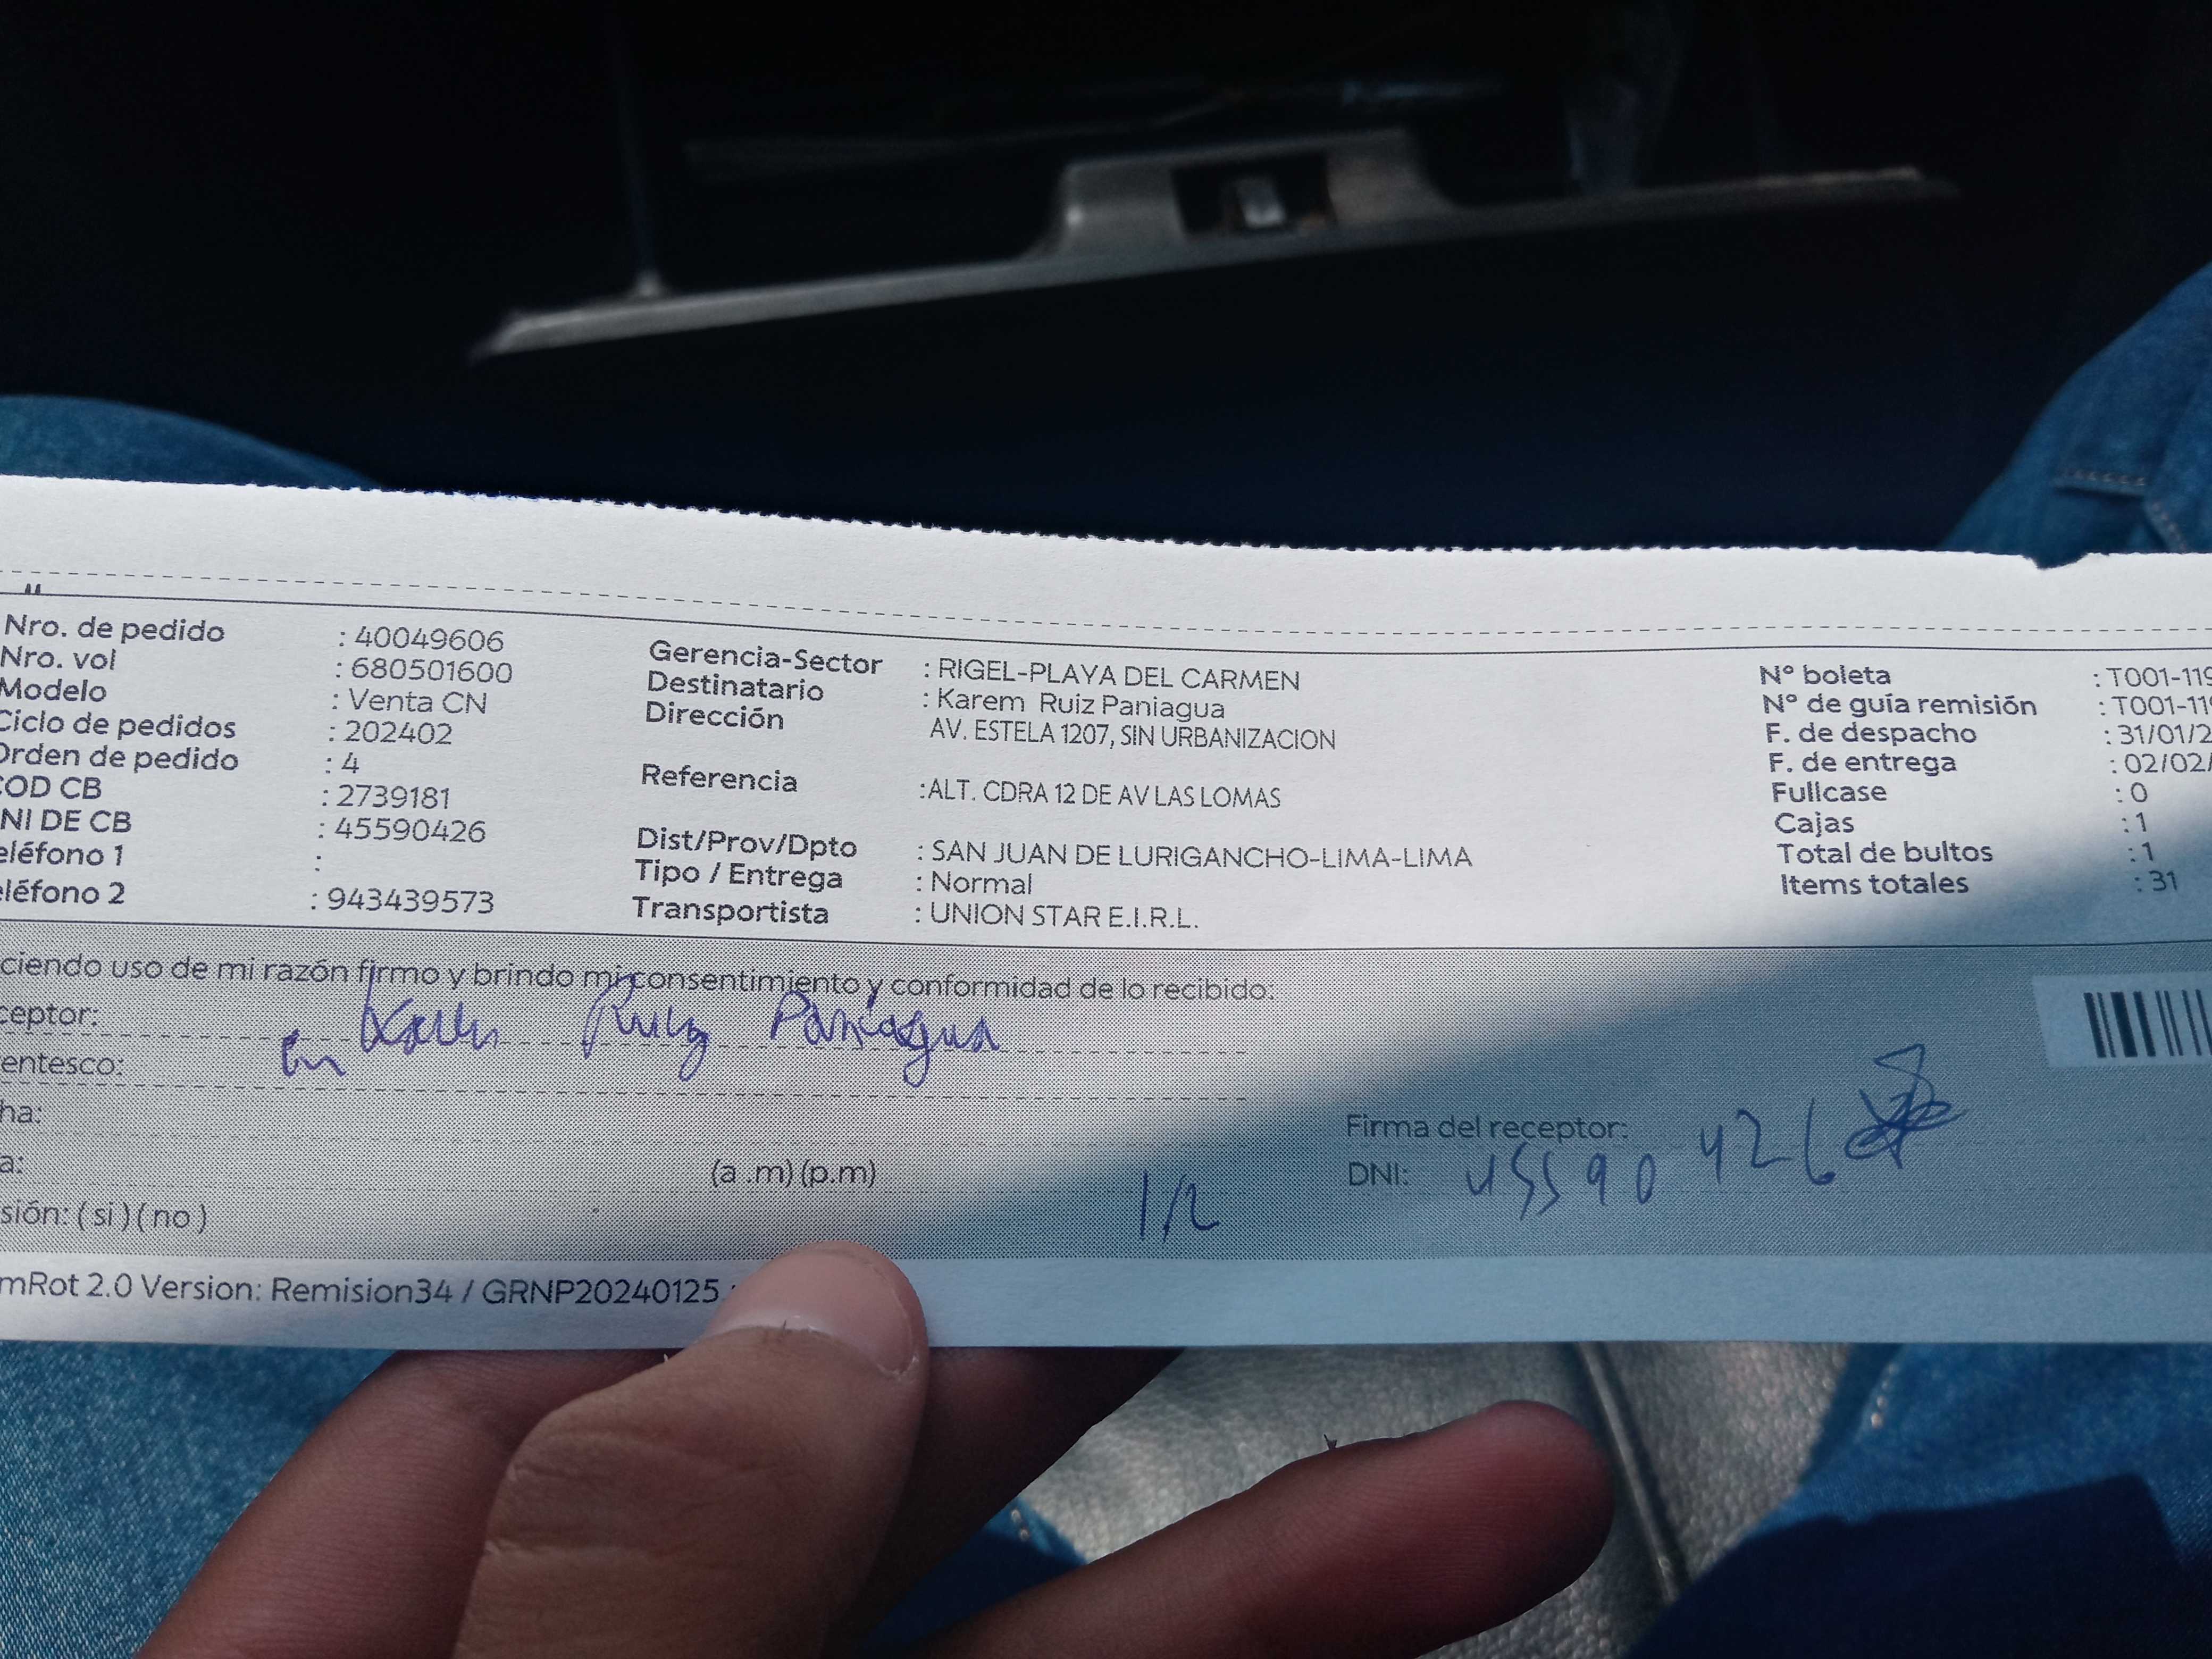 Nro. de pedido : 40049606
Nro. vol : 680501600
Modelo : Venta CN
Ciclo de pedidos : 202402
Orden de pedido : 4
COD CB : 2739181
NI DE CB : 45590426
eléfono 1 :
eléfono 2 : 943439573
Gerencia-Sector : RIGEL-PLAYA DEL CARMEN
Destinatario : Karem Ruiz Paniagua
Dirección AV. ESTELA 1207, SIN URBANIZACION
Referencia :ALT. CDRA 12 DE AV LAS LOMAS
Dist/Prov/Dpto : SAN JUAN DE LURIGANCHO-LIMA-LIMA
Tipo / Entrega : Normal
Transportista : UNION STAR E.I.R.L.
Nº boleta : T001-119
Nº de guía remisión : T001-119
F. de despacho : 31/01/2
F. de entrega : 02/02/
Fullcase : 0
Cajas : 1
Total de bultos : 1
Items totales : 31
ciendo uso de mi razón firmo y brindo mi consentimiento y conformidad de lo recibido.
ceptor: Ruiz Paniagua
entesco:
ha:
a: (a .m) (p.m)
sión: ( si ) ( no )
1/2
Firma del receptor:
DNI: 45590426
mRot 2.0 Version: Remision34 / GRNP20240125